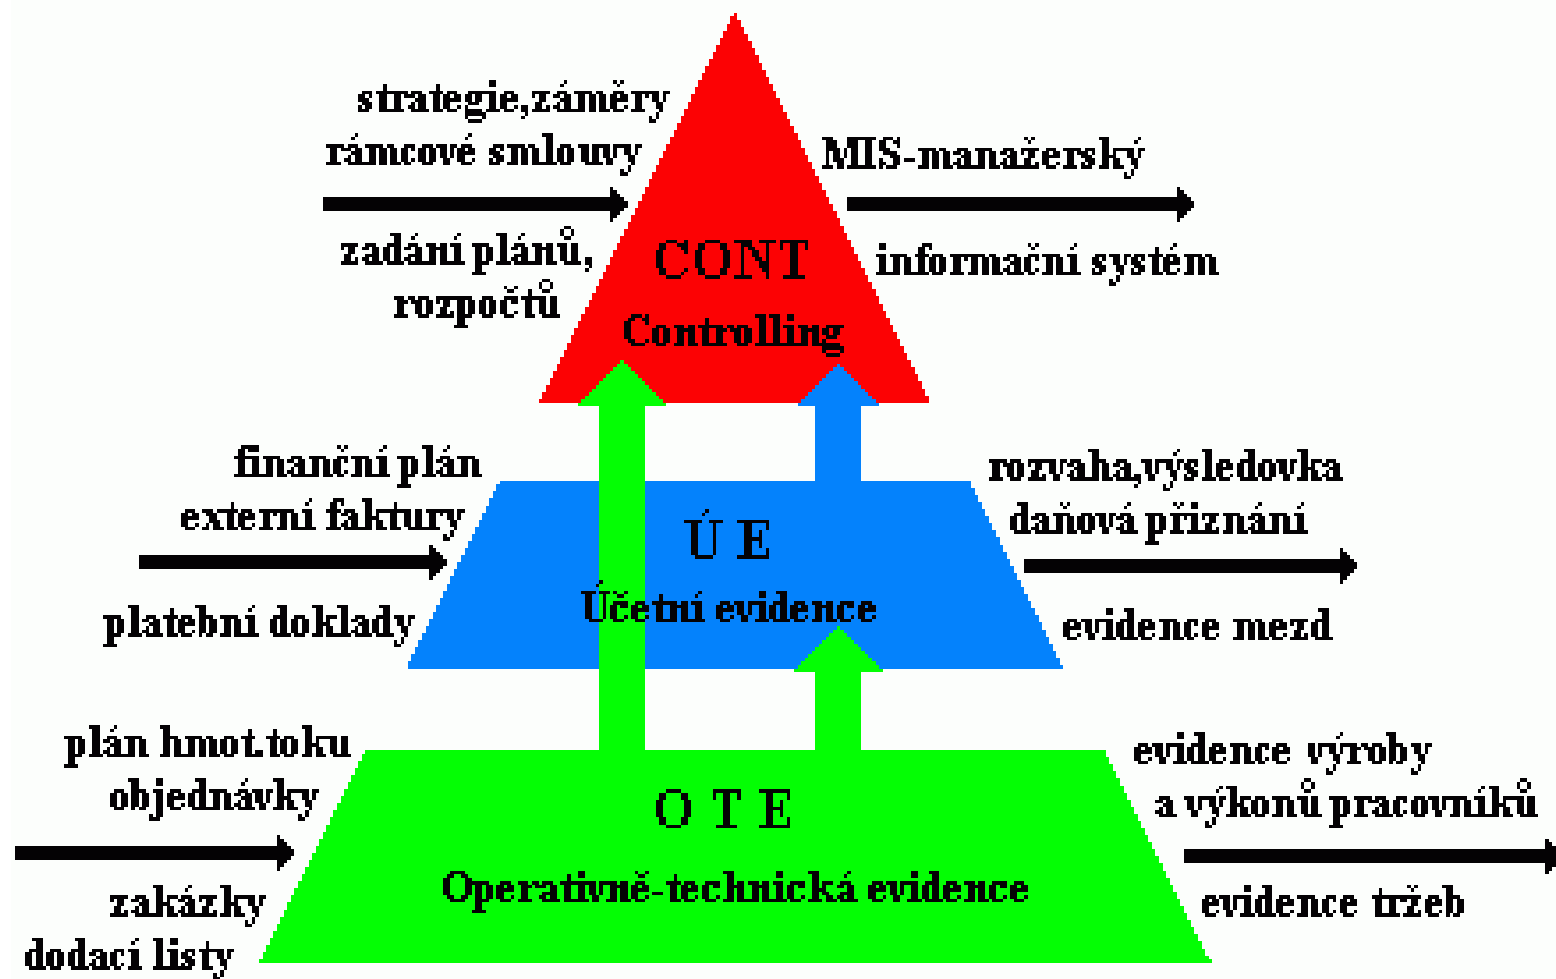 strategie,záměry
rámcové smlouvy
zadání plánů,
rozpočtů
MIS-manažerský
informační systém
CONT
Controlling
finanční plán
externí faktury
platební doklady
Ú E
Účetní evidence
rozvaha,výsledovka
daňová přiznání
evidence mezd
plán hmot.toku
objednávky
zakázky
dodací listy
O T E
Operativně-technická evidence
evidence výroby
a výkonů pracovníků
evidence tržeb